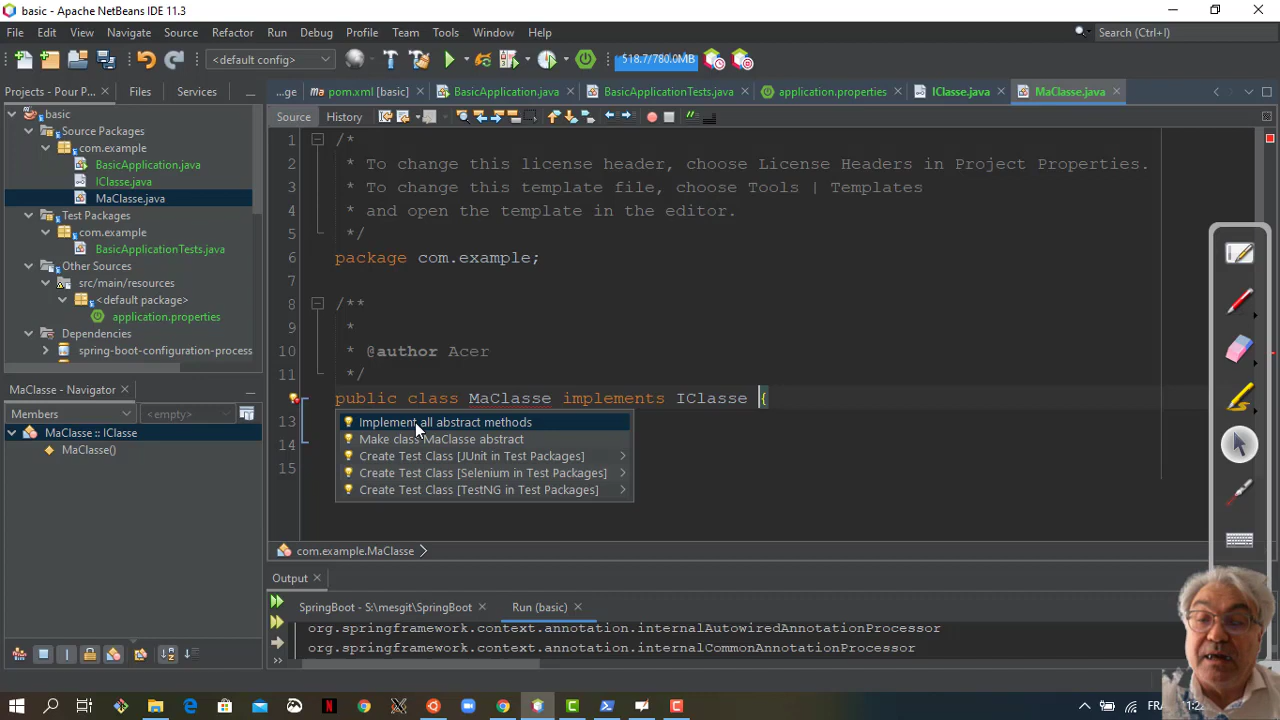 basic - Apache NetBeans IDE 11.3
File Edit View Navigate Source Refactor Run Debug Profile Team Tools Window Help
Search (Ctrl+I)
<default config>
518.7/780.0MB
Projects - Pour P... Files Services
...ge pom.xml [basic] BasicApplication.java BasicApplicationTests.java application.properties IClasse.java MaClasse.java
Source History
basic
Source Packages
com.example
BasicApplication.java
IClasse.java
MaClasse.java
Test Packages
com.example
BasicApplicationTests.java
Other Sources
src/main/resources
<default package>
application.properties
Dependencies
spring-boot-configuration-process
MaClasse - Navigator
Members <empty>
MaClasse :: IClasse
MaClasse()
1 /*
2 * To change this license header, choose License Headers in Project Properties.
3 * To change this template file, choose Tools | Templates
4 * and open the template in the editor.
5 */
6 package com.example;
7
8 /**
9 *
10 * @author Acer
11 */
public class MaClasse implements IClasse {
13
14
15
Implement all abstract methods
Make class MaClasse abstract
Create Test Class [JUnit in Test Packages]
Create Test Class [Selenium in Test Packages]
Create Test Class [TestNG in Test Packages]
com.example.MaClasse
Output
SpringBoot - S:\mesgit\SpringBoot Run (basic)
org.springframework.context.annotation.internalAutowiredAnnotationProcessor
org.springframework.context.annotation.internalCommonAnnotationProcessor